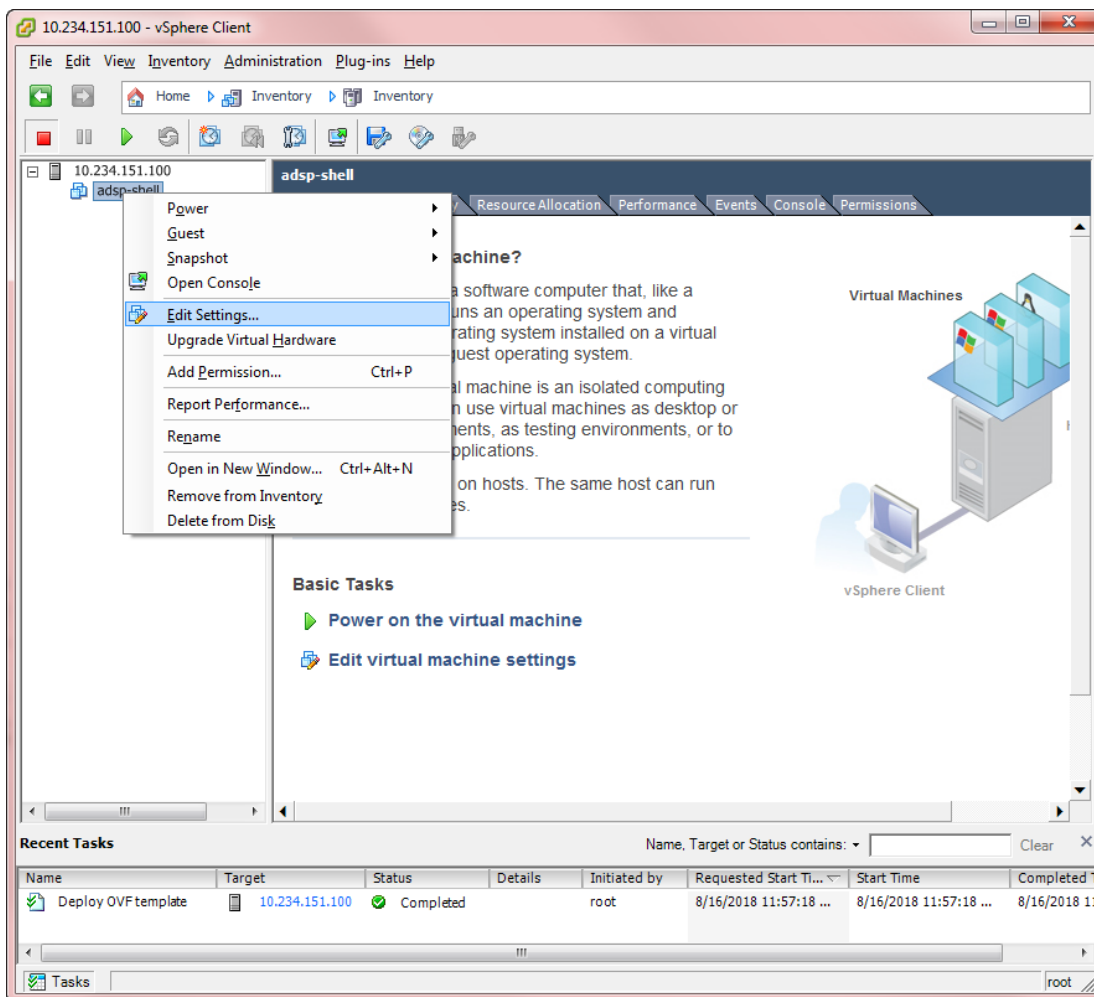 10.234.151.100 - vSphere Client
File Edit View Inventory Administration Plug-ins Help
Home Inventory Inventory
10.234.151.100
adsp-shell
adsp-shell
Resource Allocation Performance Events Console Permissions
Power
Guest
Snapshot
Open Console
Edit Settings...
Upgrade Virtual Hardware
Add Permission... Ctrl+P
Report Performance...
Rename
Open in New Window... Ctrl+Alt+N
Remove from Inventory
Delete from Disk
achine?
a software computer that, like a
uns an operating system and
rating system installed on a virtual
guest operating system.
al machine is an isolated computing
n use virtual machines as desktop or
ents, as testing environments, or to
pplications.
on hosts. The same host can run
es.
Virtual Machines
vSphere Client
Basic Tasks
Power on the virtual machine
Edit virtual machine settings
Recent Tasks Name, Target or Status contains: Clear
Name Target Status Details Initiated by Requested Start Ti... Start Time Completed T
Deploy OVF template 10.234.151.100 Completed root 8/16/2018 11:57:18 ... 8/16/2018 11:57:18 ... 8/16/2018 11:
Tasks root